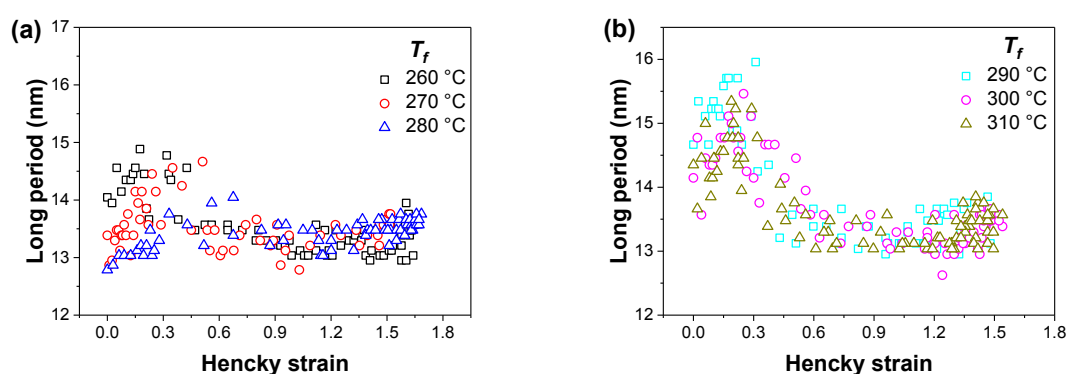 (a)
17
16
15
14
13
12
Long period (nm)
0.0 0.3 0.6 0.9 1.2 1.5 1.8
Hencky strain
T_f
260 °C
270 °C
280 °C
(b)
17
16
15
14
13
12
Long period (nm)
0.0 0.3 0.6 0.9 1.2 1.5 1.8
Hencky strain
T_f
290 °C
300 °C
310 °C